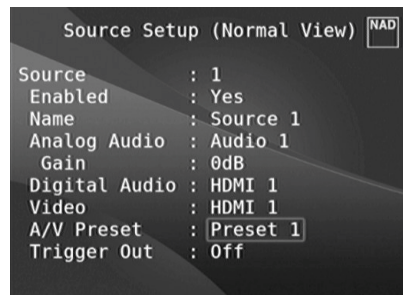 Source Setup (Normal View) NAD
Source : 1
Enabled : Yes
Name : Source 1
Analog Audio : Audio 1
Gain : 0dB
Digital Audio : HDMI 1
Video : HDMI 1
A/V Preset : Preset 1
Trigger Out : Off